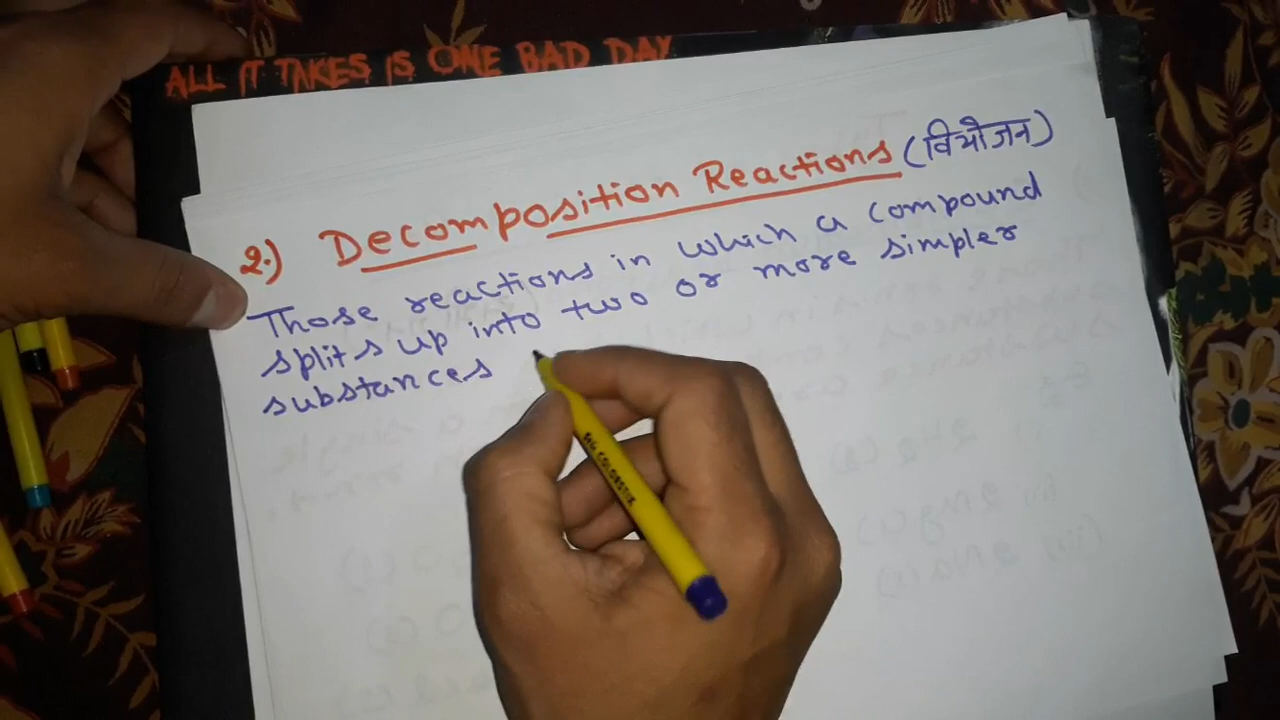 ALL IT TAKES IS ONE BAD DAY
2.) Decomposition Reactions (वियोजन)
Those reactions in which a compound
splits up into two or more simpler
substances